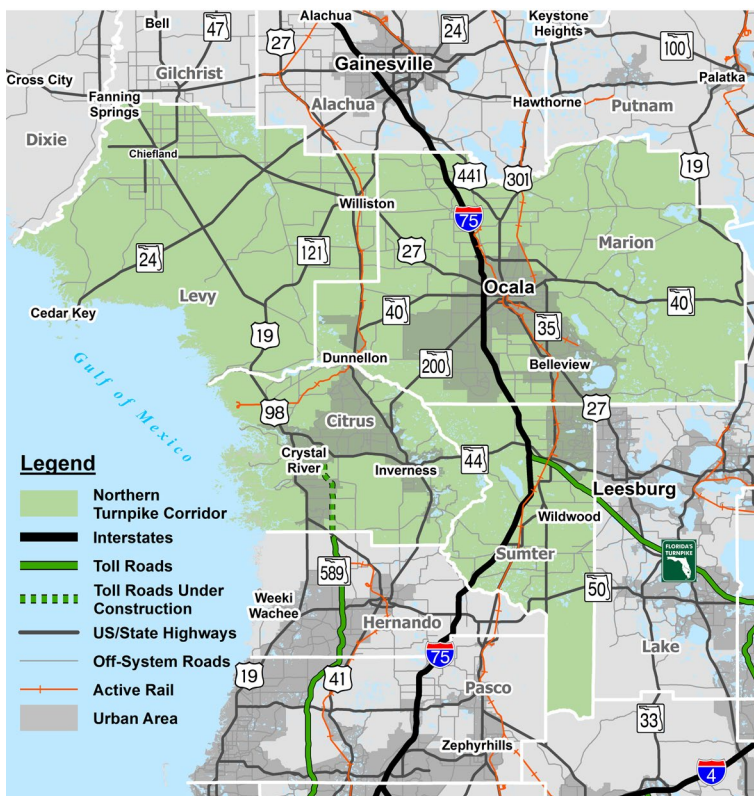 Alachua
Bell
47
27
24
Keystone
Heights
100
Gilchrist
Gainesville
Cross City
Palatka
Fanning
Springs
Alachua
Hawthorne
Putnam
Dixie
Chiefland
441
301
19
Williston
75
24
121
27
Marion
Levy
Ocala
Cedar Key
40
40
19
35
200
Dunnellon
Belleview
Gulf of Mexico
98
27
Citrus
Crystal
River
Inverness
44
Leesburg
Wildwood
Sumter
FLORIDA'S
TURNPIKE
589
50
Weeki
Wachee
Hernando
Lake
19
41
75
Pasco
33
Zephyrhills
4
Legend
Northern
Turnpike Corridor
Interstates
Toll Roads
Toll Roads Under
Construction
US/State Highways
Off-System Roads
Active Rail
Urban Area